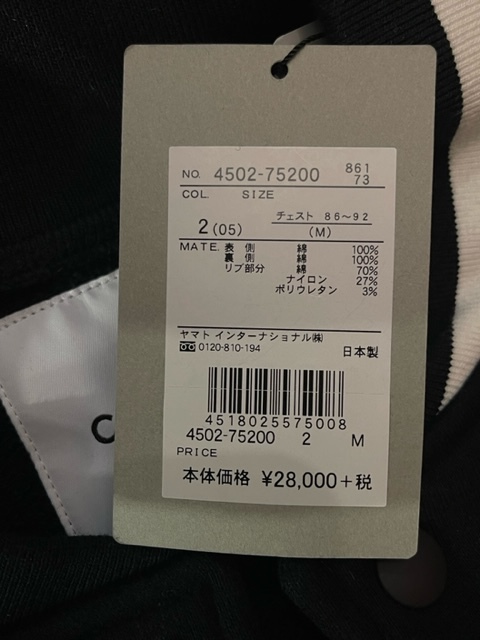 NO. 4502-75200 861 73
COL. SIZE
2(05) チェスト 86~92 (M)
MATE. 表側 綿 100%
裏側 綿 100%
リブ部分 綿 70%
ナイロン 27%
ポリウレタン 3%
ヤマト インターナショナル㈱
0120-810-194 日本製
4518025575008
4502-75200 2 M
PRICE
本体価格 ¥28,000+税